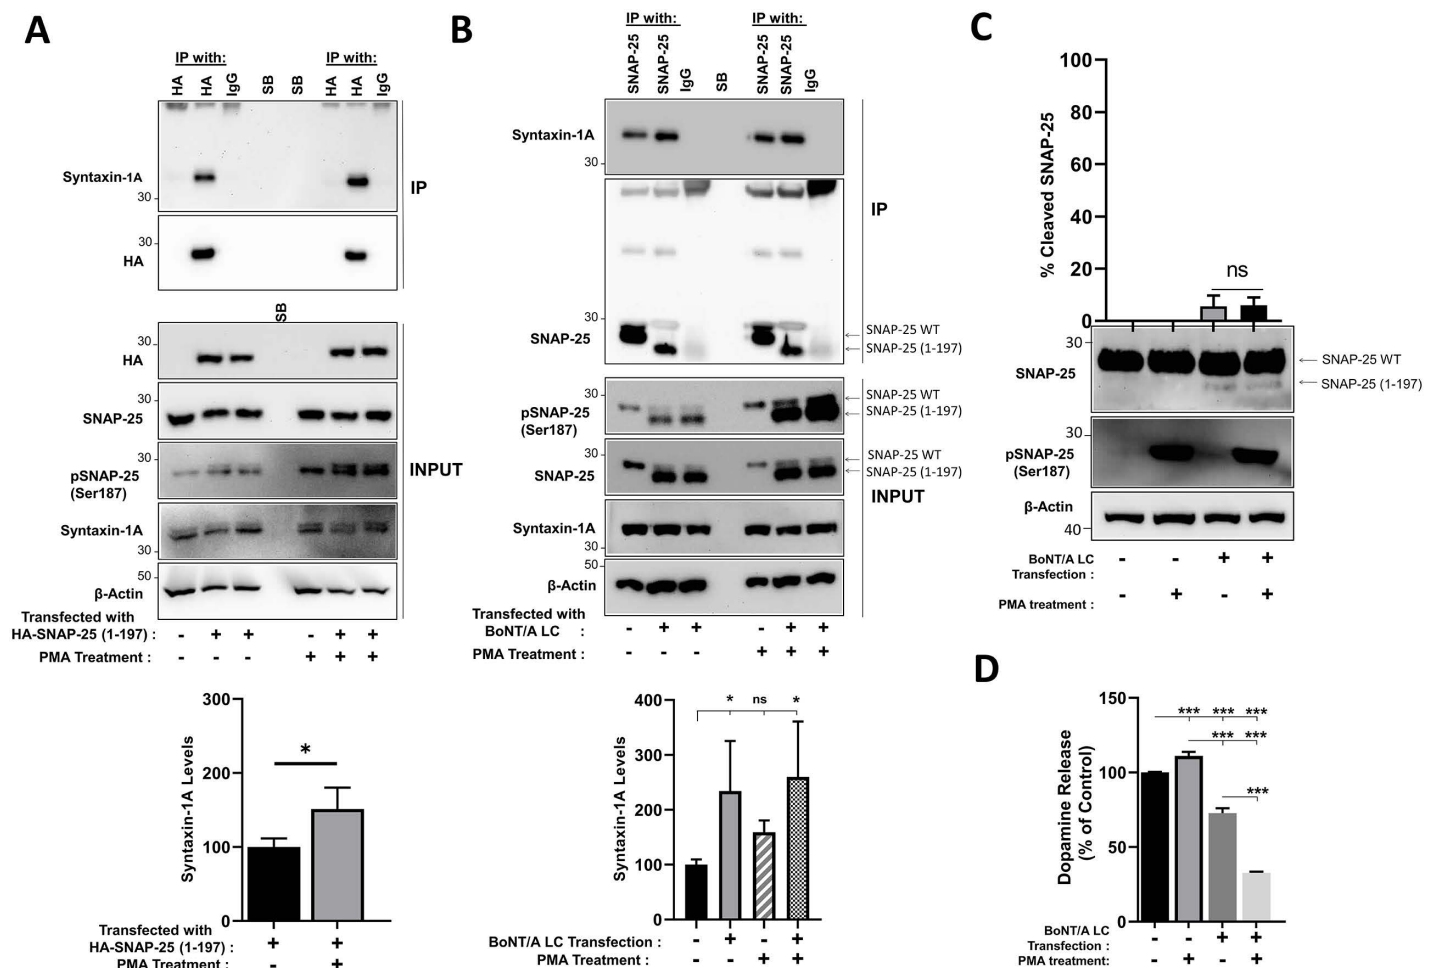 A
IP with:
IP with:
HA
HA
IgG
SB
SB
HA
HA
IgG
Syntaxin-1A
30
IP
30
HA
SB
HA
30
SNAP-25
30
pSNAP-25
(Ser187)
30
INPUT
Syntaxin-1A
30
β-Actin
50
Transfected with
HA-SNAP-25 (1-197) : - + + - + +
PMA Treatment : - - - + + +
300
200
100
0
Syntaxin-1A Levels
*
Transfected with
HA-SNAP-25 (1-197) : + +
PMA Treatment : - +
B
IP with:
IP with:
SNAP-25
SNAP-25
IgG
SB
SNAP-25
SNAP-25
IgG
Syntaxin-1A
30
IP
30
SNAP-25
SNAP-25 WT
SNAP-25 (1-197)
30
pSNAP-25
(Ser187)
SNAP-25 WT
SNAP-25 (1-197)
30
SNAP-25
SNAP-25 WT
SNAP-25 (1-197)
INPUT
Syntaxin-1A
30
50
β-Actin
Transfected with
BoNT/A LC : - + + - + +
PMA Treatment : - - - + + +
400
300
200
100
0
Syntaxin-1A Levels
* ns *
BoNT/A LC Transfection : - + - +
PMA Treatment : - - + +
C
100
80
60
40
20
0
% Cleaved SNAP-25
ns
30
SNAP-25
SNAP-25 WT
SNAP-25 (1-197)
30
pSNAP-25
(Ser187)
β-Actin
40
BoNT/A LC - - + +
Transfection :
PMA treatment : - + - +
D
150
100
50
0
Dopamine Release
(% of Control)
*** *** ***
*** ***
***
BoNT/A LC
Transfection : - - + +
PMA treatment: - + - +